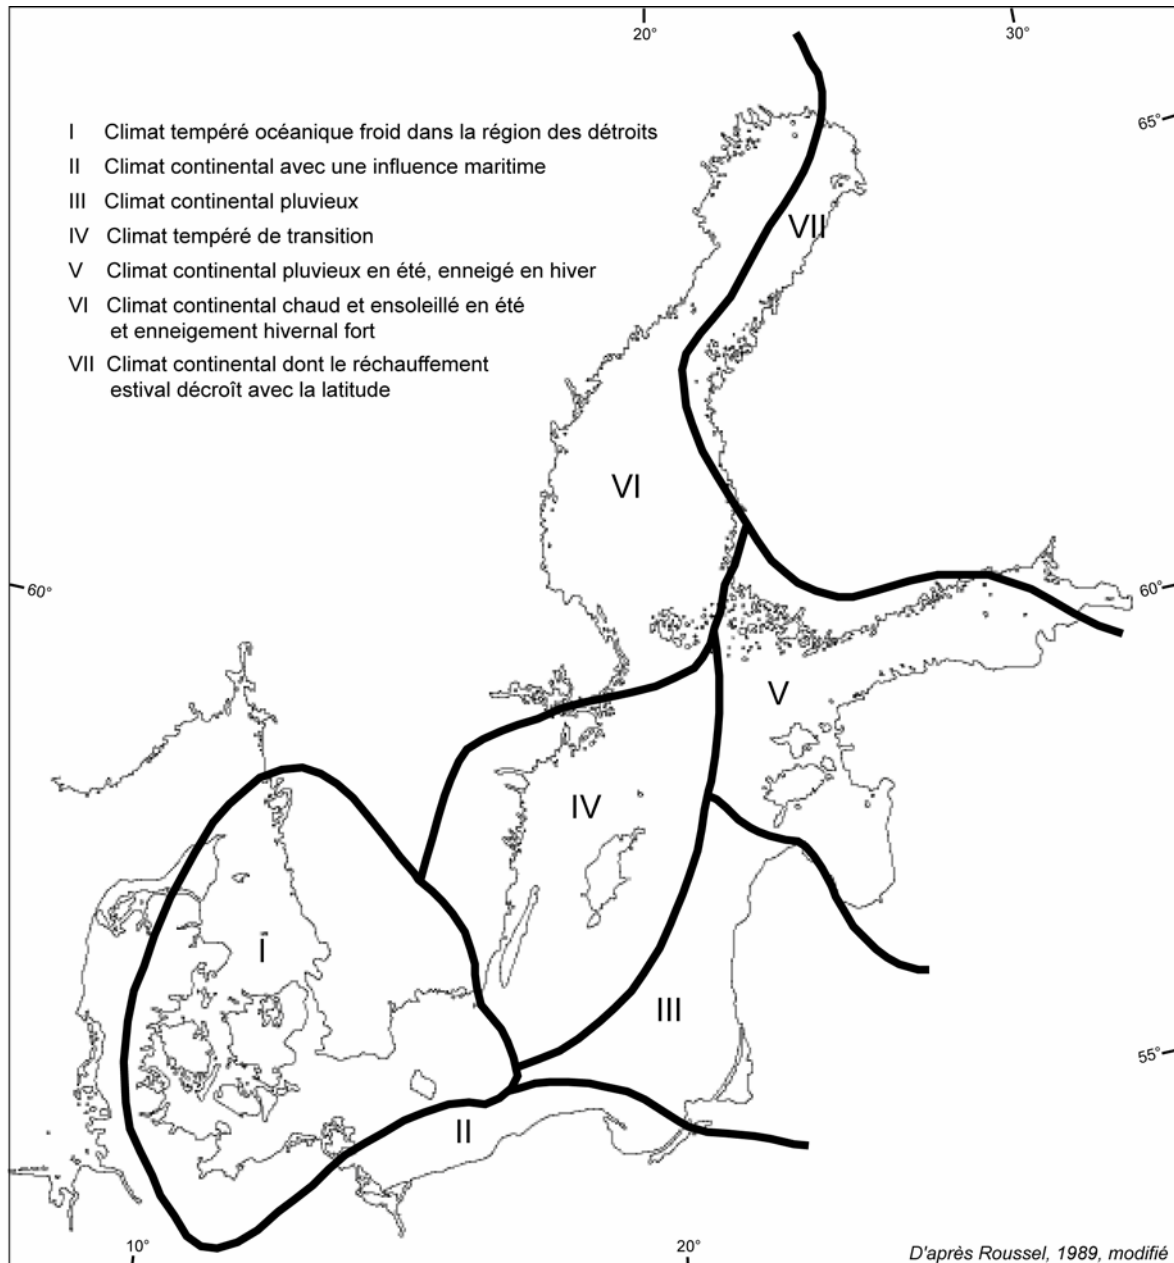 20°
30°
65°
I Climat tempéré océanique froid dans la région des détroits
II Climat continental avec une influence maritime
III Climat continental pluvieux
IV Climat tempéré de transition
V Climat continental pluvieux en été, enneigé en hiver
VI Climat continental chaud et ensoleillé en été
et enneigement hivernal fort
VII Climat continental dont le réchauffement
estival décroît avec la latitude
VII
VI
60°
60°
V
IV
I
III
55°
II
10°
20°
D'après Roussel, 1989, modifié